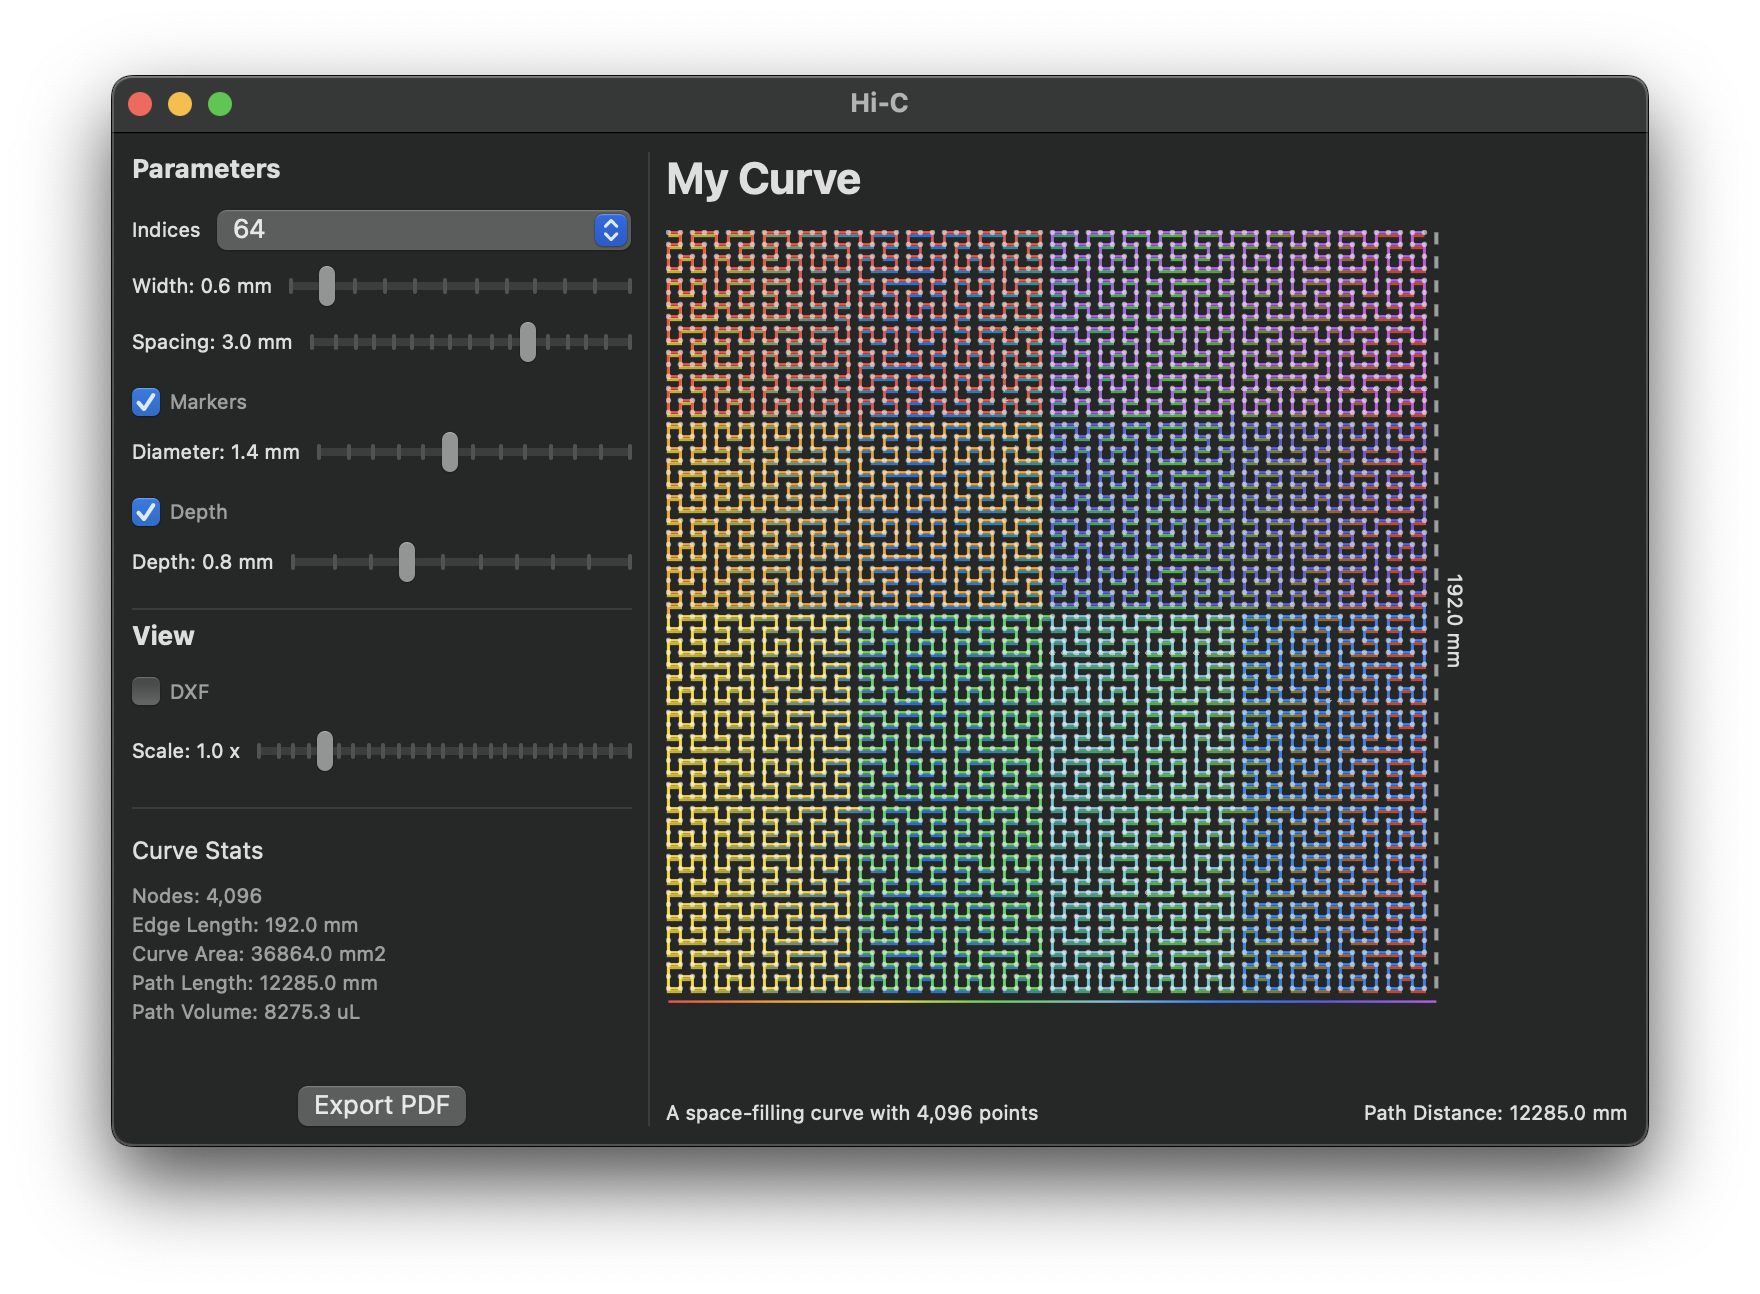 Hi-C
Parameters
Indices 64
Width: 0.6 mm
Spacing: 3.0 mm
Markers
Diameter: 1.4 mm
Depth
Depth: 0.8 mm
View
DXF
Scale: 1.0 x
Curve Stats
Nodes: 4,096
Edge Length: 192.0 mm
Curve Area: 36864.0 mm2
Path Length: 12285.0 mm
Path Volume: 8275.3 uL
Export PDF
My Curve
192.0 mm
A space-filling curve with 4,096 points
Path Distance: 12285.0 mm